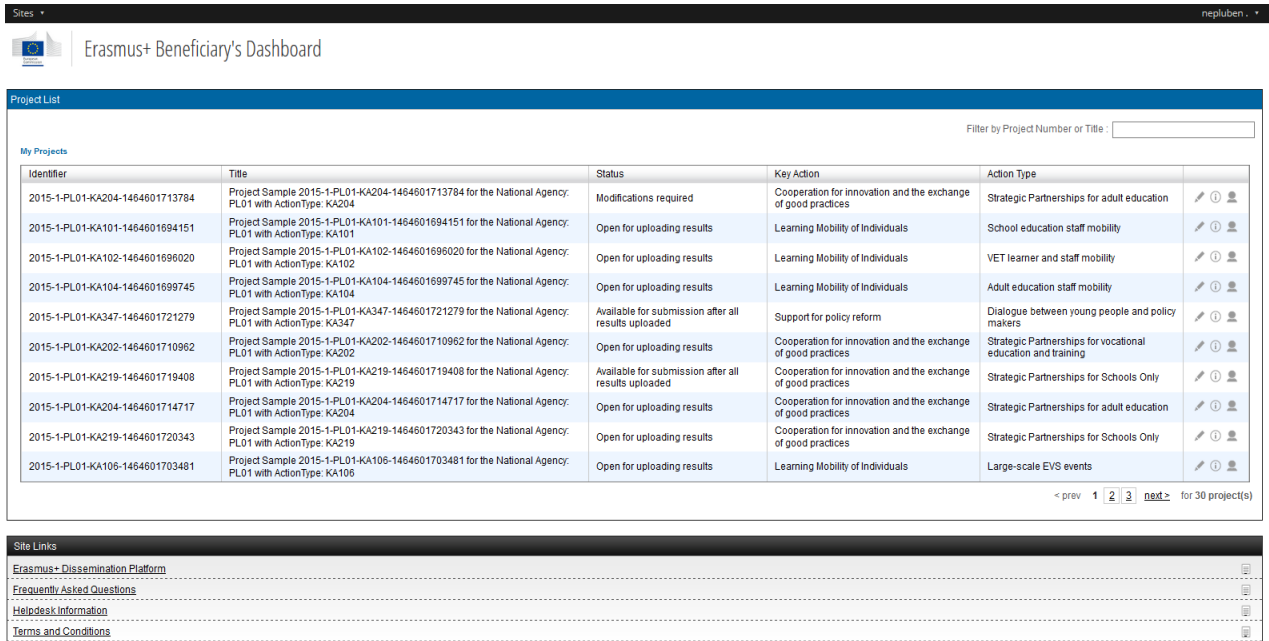 Sites
nepluben .
European
Commission
Erasmus+ Beneficiary's Dashboard
Project List
Filter by Project Number or Title :
My Projects
Identifier Title Status Key Action Action Type
2015-1-PL01-KA204-1464601713784 Project Sample 2015-1-PL01-KA204-1464601713784 for the National Agency: Modifications required Cooperation for innovation and the exchange Strategic Partnerships for adult education
PL01 with ActionType: KA204 of good practices
2015-1-PL01-KA101-1464601694151 Project Sample 2015-1-PL01-KA101-1464601694151 for the National Agency: Open for uploading results Learning Mobility of Individuals School education staff mobility
PL01 with ActionType: KA101
2015-1-PL01-KA102-1464601696020 Project Sample 2015-1-PL01-KA102-1464601696020 for the National Agency: Open for uploading results Learning Mobility of Individuals VET learner and staff mobility
PL01 with ActionType: KA102
2015-1-PL01-KA104-1464601699745 Project Sample 2015-1-PL01-KA104-1464601699745 for the National Agency: Open for uploading results Learning Mobility of Individuals Adult education staff mobility
PL01 with ActionType: KA104
2015-1-PL01-KA347-1464601721279 Project Sample 2015-1-PL01-KA347-1464601721279 for the National Agency: Available for submission after all Support for policy reform Dialogue between young people and policy
PL01 with ActionType: KA347 results uploaded makers
2015-1-PL01-KA202-1464601710962 Project Sample 2015-1-PL01-KA202-1464601710962 for the National Agency: Open for uploading results Cooperation for innovation and the exchange Strategic Partnerships for vocational
PL01 with ActionType: KA202 of good practices education and training
2015-1-PL01-KA219-1464601719408 Project Sample 2015-1-PL01-KA219-1464601719408 for the National Agency: Available for submission after all Cooperation for innovation and the exchange Strategic Partnerships for Schools Only
PL01 with ActionType: KA219 results uploaded of good practices
2015-1-PL01-KA204-1464601714717 Project Sample 2015-1-PL01-KA204-1464601714717 for the National Agency: Open for uploading results Cooperation for innovation and the exchange Strategic Partnerships for adult education
PL01 with ActionType: KA204 of good practices
2015-1-PL01-KA219-1464601720343 Project Sample 2015-1-PL01-KA219-1464601720343 for the National Agency: Open for uploading results Cooperation for innovation and the exchange Strategic Partnerships for Schools Only
PL01 with ActionType: KA219 of good practices
2015-1-PL01-KA106-1464601703481 Project Sample 2015-1-PL01-KA106-1464601703481 for the National Agency: Open for uploading results Learning Mobility of Individuals Large-scale EVS events
PL01 with ActionType: KA106
< prev 1 2 3 next > for 30 project(s)
Site Links
Erasmus+ Dissemination Platform
Frequently Asked Questions
Helpdesk Information
Terms and Conditions